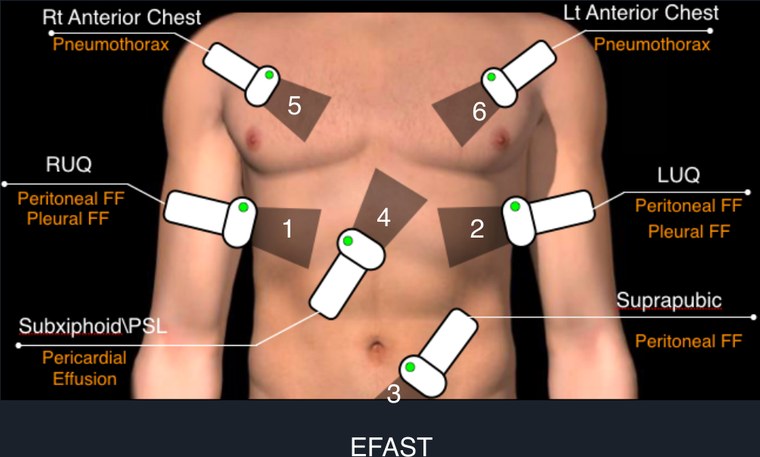 Rt Anterior Chest
Pneumothorax
Lt Anterior Chest
Pneumothorax
5
6
RUQ
Peritoneal FF
Pleural FF
LUQ
Peritoneal FF
Pleural FF
1
4
2
Subxiphoid\PSL
Pericardial
Effusion
Suprapubic
Peritoneal FF
3
EFAST